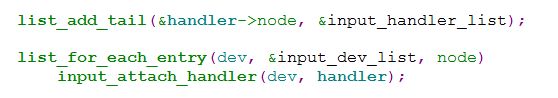 list_add_tail(&handler->node, &input_handler_list);
list_for_each_entry(dev, &input_dev_list, node)
input_attach_handler(dev, handler);